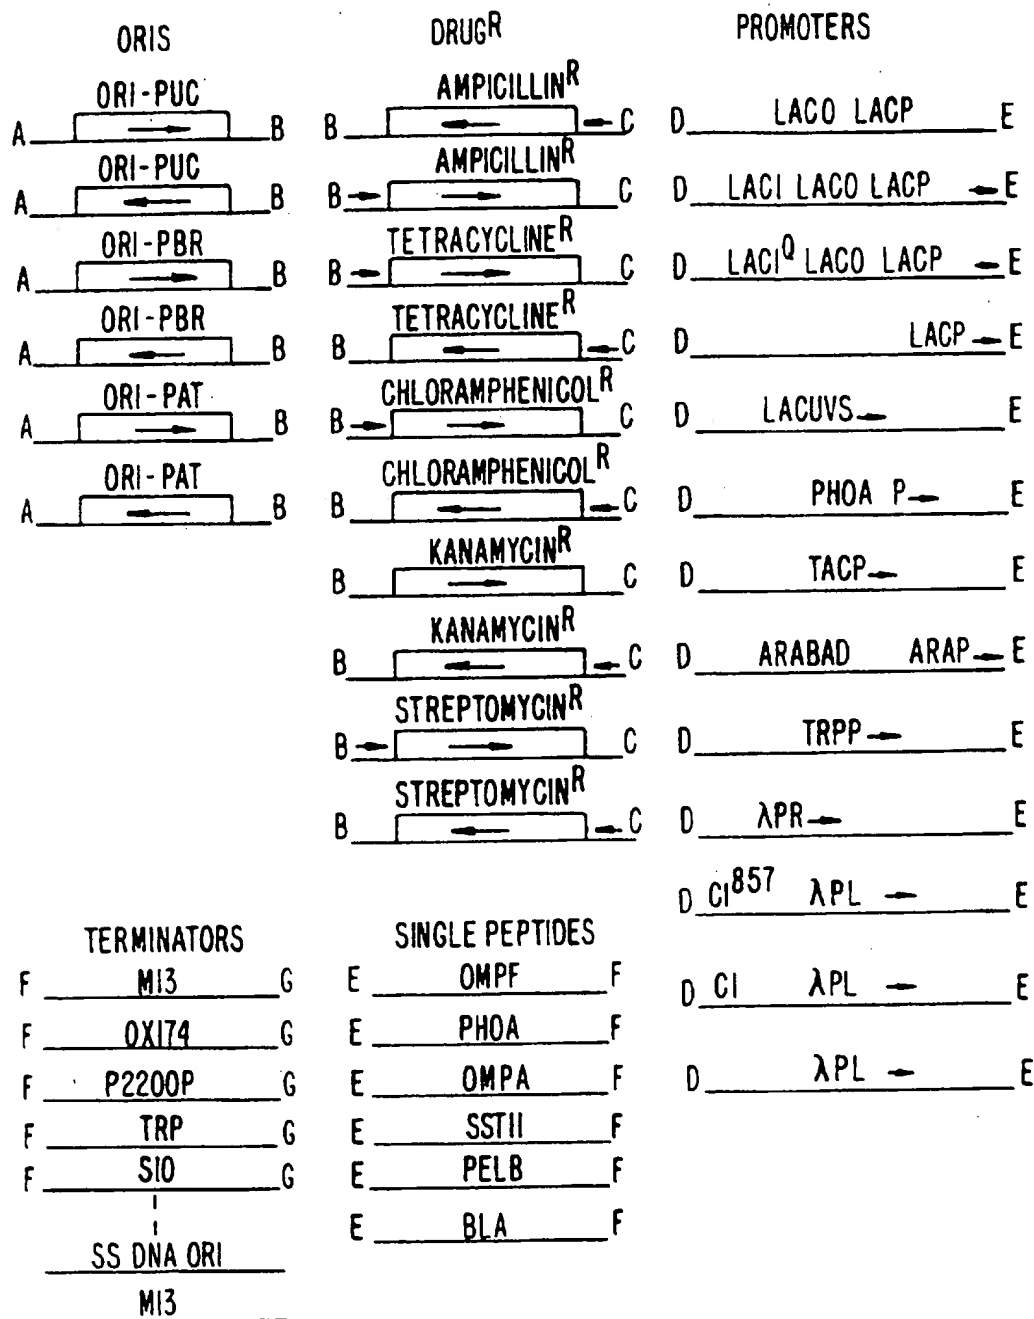 ORIS
ORI-PUC
A B
ORI-PUC
A B
ORI-PBR
A B
ORI-PBR
A B
ORI-PAT
A B
ORI-PAT
A B
DRUGR
AMPICILLINR
B C
AMPICILLINR
B C
TETRACYCLINER
B C
TETRACYCLINER
B C
CHLORAMPHENICOLR
B C
CHLORAMPHENICOLR
B C
KANAMYCINR
B C
KANAMYCINR
B C
STREPTOMYCINR
B C
STREPTOMYCINR
B C
PROMOTERS
D LACO LACP E
D LACI LACO LACP E
D LACIQ LACO LACP E
D LACP E
D LACUVS E
D PHOA P E
D TACP E
D ARABAD ARAP E
D TRPP E
D λPR E
D CI857 λPL E
D CI λPL E
D λPL E
TERMINATORS
F M13 G
F OX174 G
F P220OP G
F TRP G
F S10 G
SS DNA ORI
M13
SINGLE PEPTIDES
E OMPF F
E PHOA F
E OMPA F
E SSTII F
E PELB F
E BLA F